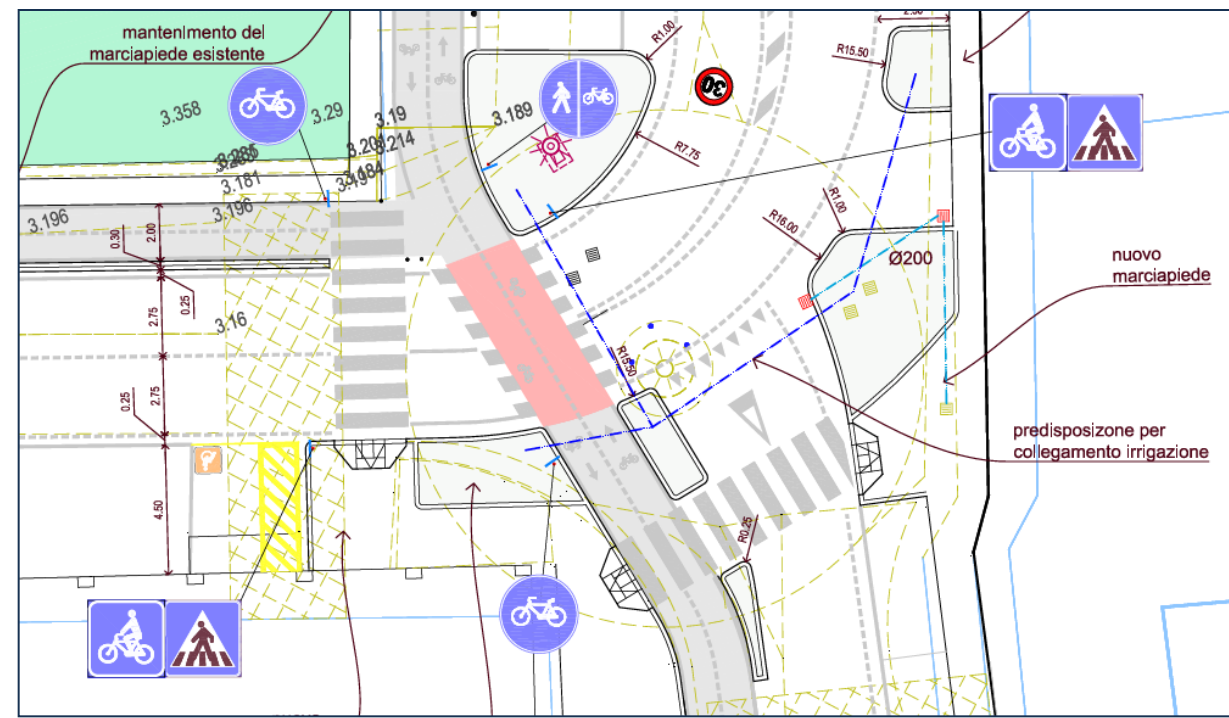 mantenimento del
marciapiede esistente
R1.00
R15.50
30
3.358
3.29
3.19
3.189
3.214
R7.75
3.181
3.184
3.196
3.196
R1.00
R16.00
Ø200
nuovo
marciapiede
0.30
2.00
0.25
2.75
3.16
R15.50
0.25
2.75
predisposizone per
collegamento irrigazione
4.50
R0.25